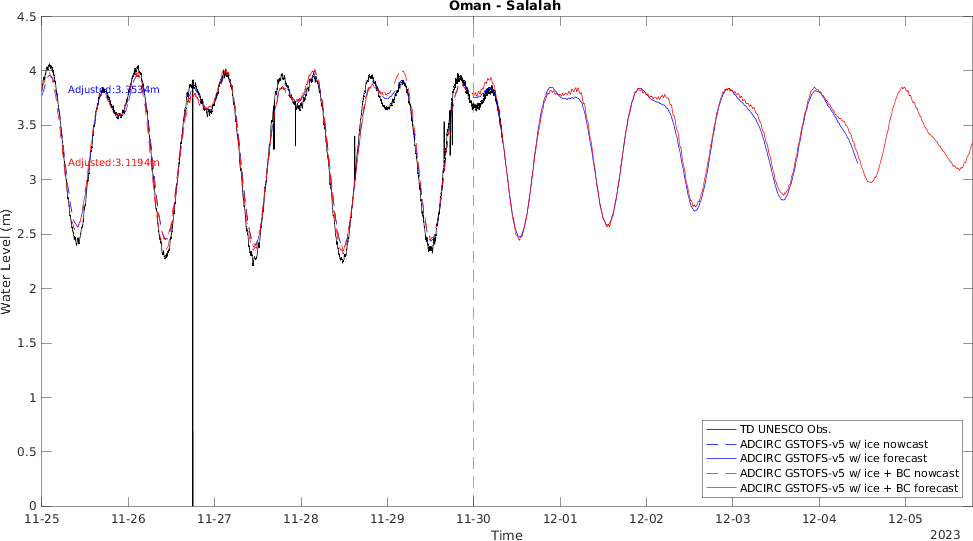 Oman - Salalah
4.5
4
3.5
3
2.5
2
1.5
1
0.5
0
Water Level (m)
Adjusted:3.3534m
Adjusted:3.1194m
TD UNESCO Obs.
ADCIRC GSTOFS-v5 w/ ice nowcast
ADCIRC GSTOFS-v5 w/ ice forecast
ADCIRC GSTOFS-v5 w/ ice + BC nowcast
ADCIRC GSTOFS-v5 w/ ice + BC forecast
11-25 11-26 11-27 11-28 11-29 11-30 12-01 12-02 12-03 12-04 12-05
Time
2023